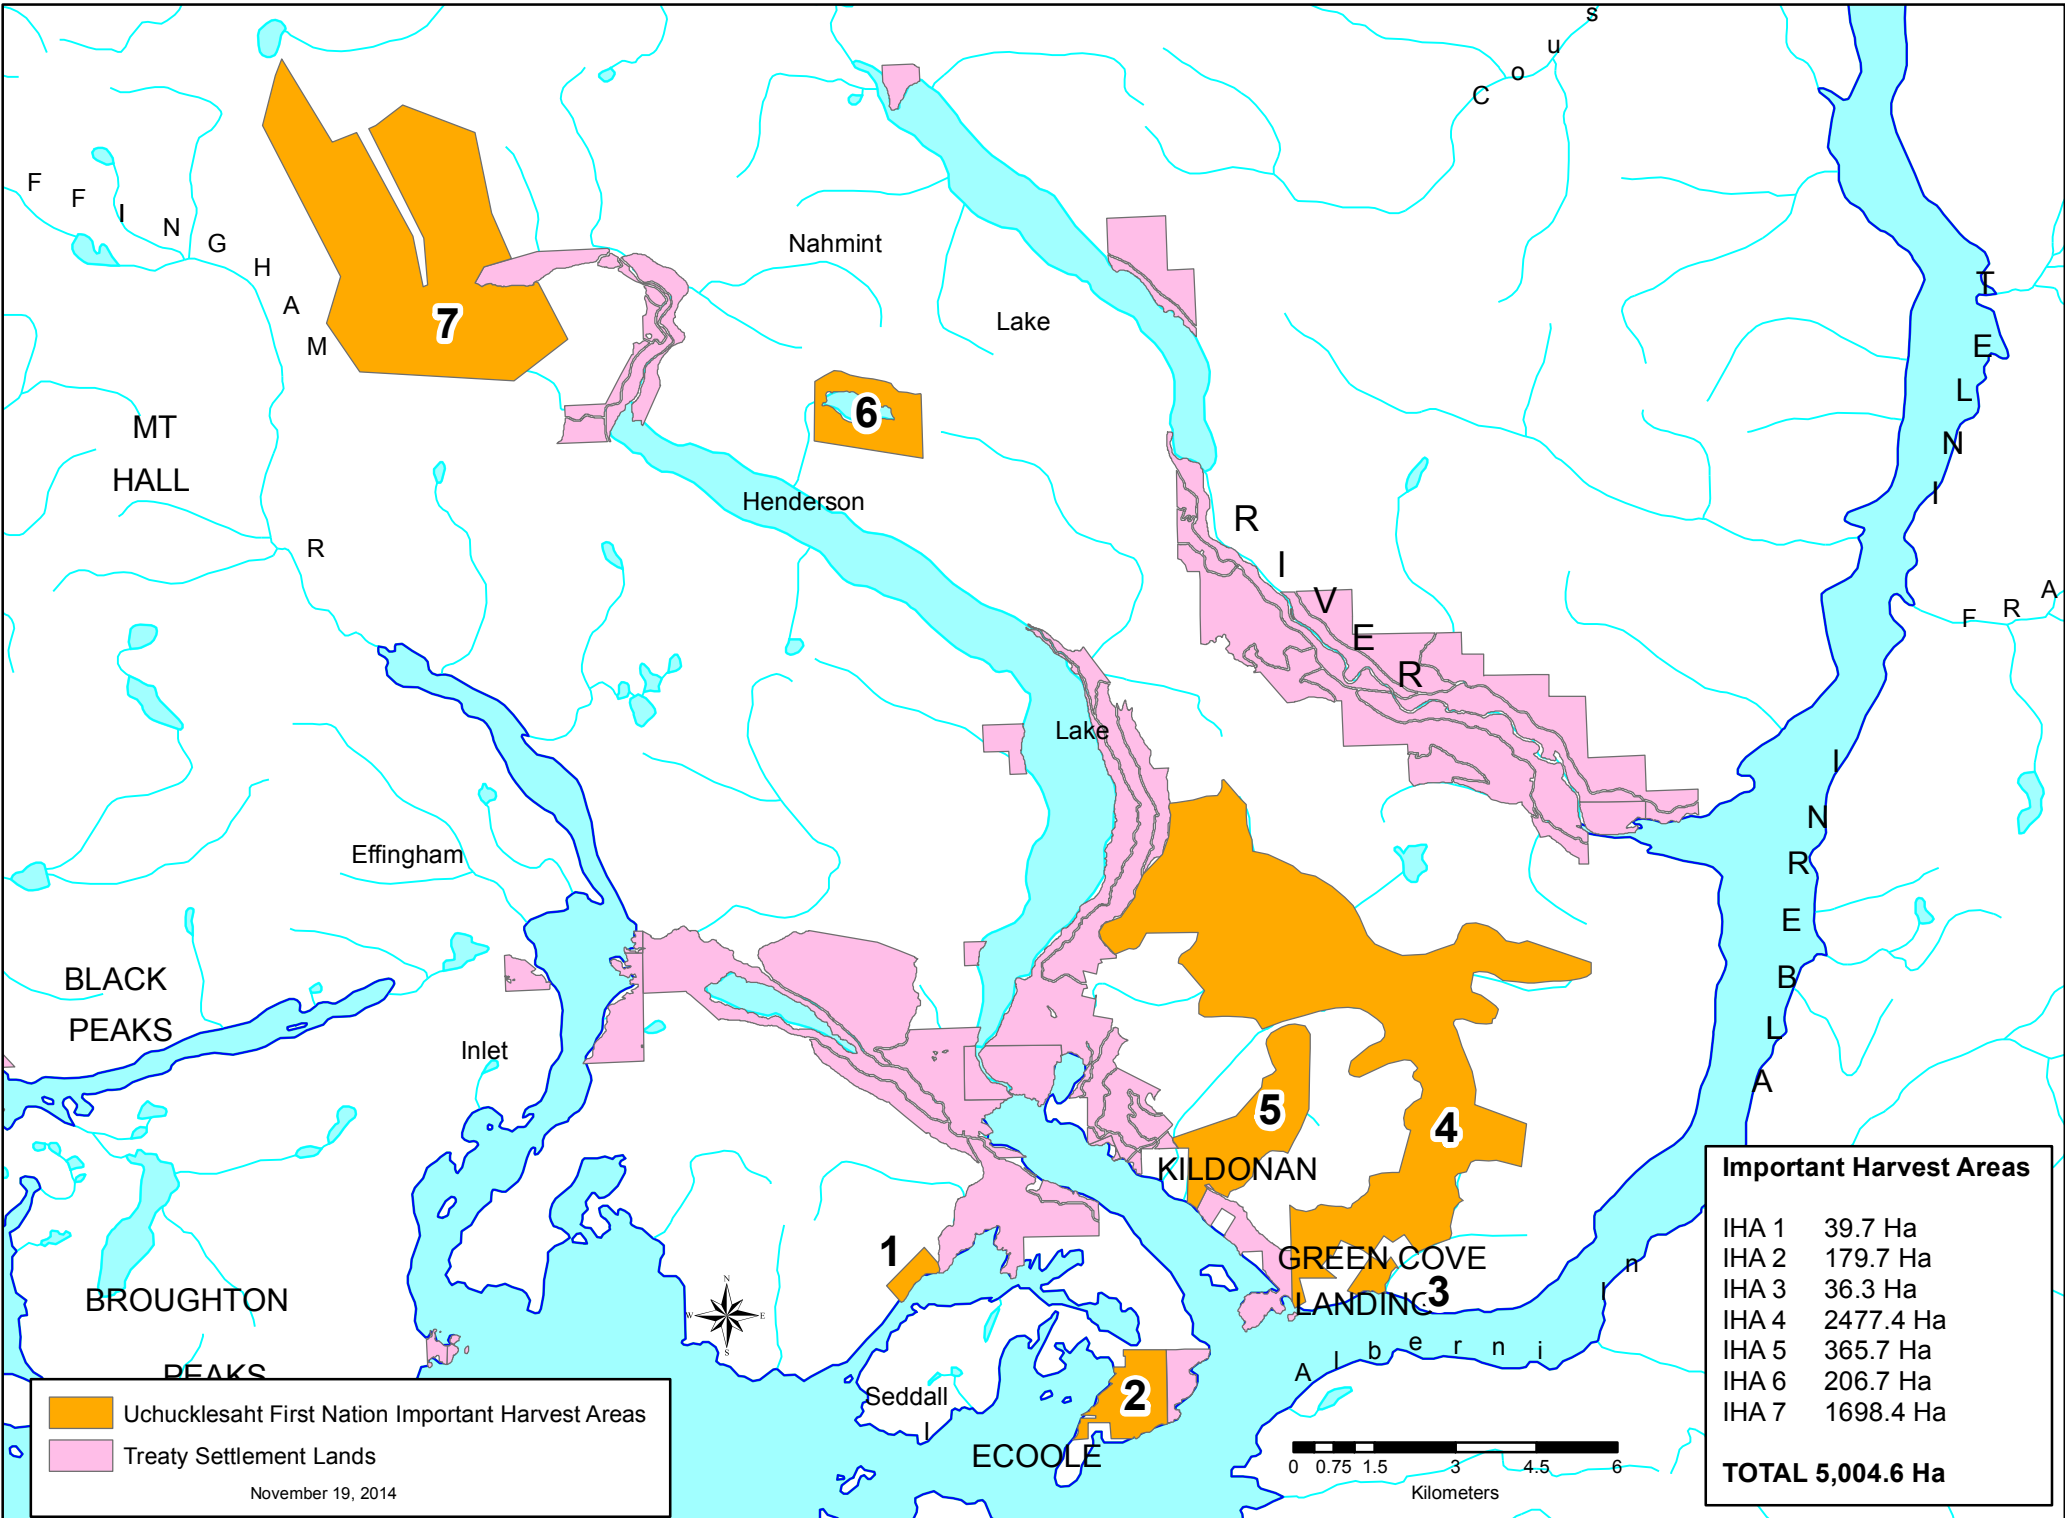 C o u s
F F I N G H A M
R
Nahmint
Lake
7
6
MT
HALL
Henderson
R I V E R
T E L N I
F R A
Lake
I N R E B L A
Effingham
BLACK
PEAKS
Inlet
5
4
KILDONAN
1
GREEN COVE
LANDING
3
BROUGHTON
PEAKS
N
W E
S
A l b e r n i I n
2
Seddall
I
ECOOLE
Uchucklesaht First Nation Important Harvest Areas
Treaty Settlement Lands
November 19, 2014
0 0.75 1.5 3 4.5 6
Kilometers
Important Harvest Areas
IHA 1 39.7 Ha
IHA 2 179.7 Ha
IHA 3 36.3 Ha
IHA 4 2477.4 Ha
IHA 5 365.7 Ha
IHA 6 206.7 Ha
IHA 7 1698.4 Ha
TOTAL 5,004.6 Ha